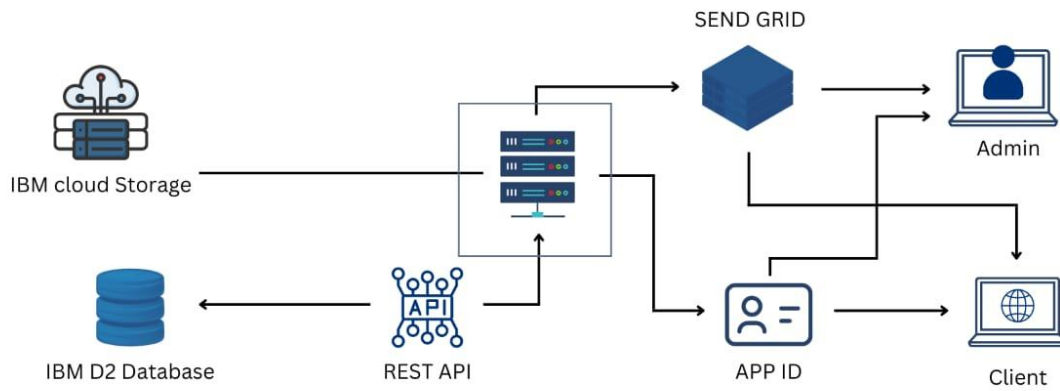 SEND GRID
IBM cloud Storage
Admin
API
IBM D2 Database
REST API
APP ID
Client